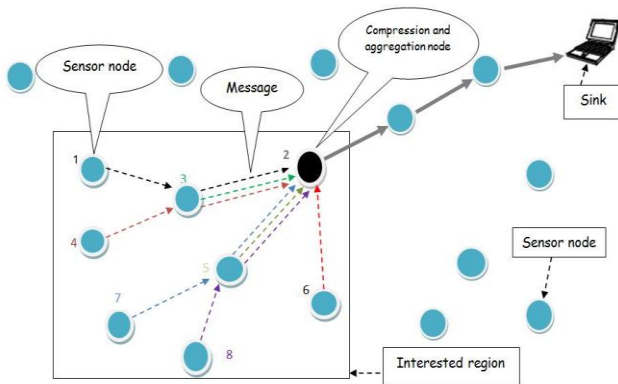 Compression and
aggregation node
Sensor node
Message
Sink
1
2
3
4
5
6
7
8
Sensor node
Interested region